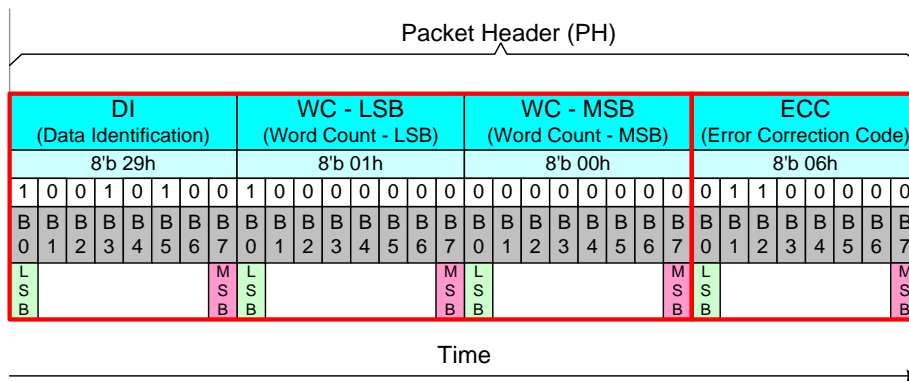 Packet Header (PH)
DI WC - LSB WC - MSB ECC
(Data Identification) (Word Count - LSB) (Word Count - MSB) (Error Correction Code)
8'b 29h 8'b 01h 8'b 00h 8'b 06h
1 0 0 1 0 1 0 0 1 0 0 0 0 0 0 0 0 0 0 0 0 0 0 0 0 1 1 0 0 0 0 0
B B B B B B B B B B B B B B B B B B B B B B B B B B B B B B B B
0 1 2 3 4 5 6 7 0 1 2 3 4 5 6 7 0 1 2 3 4 5 6 7 0 1 2 3 4 5 6 7
L M L M L M L M
S S S S S S S S
B B B B B B B B
Time